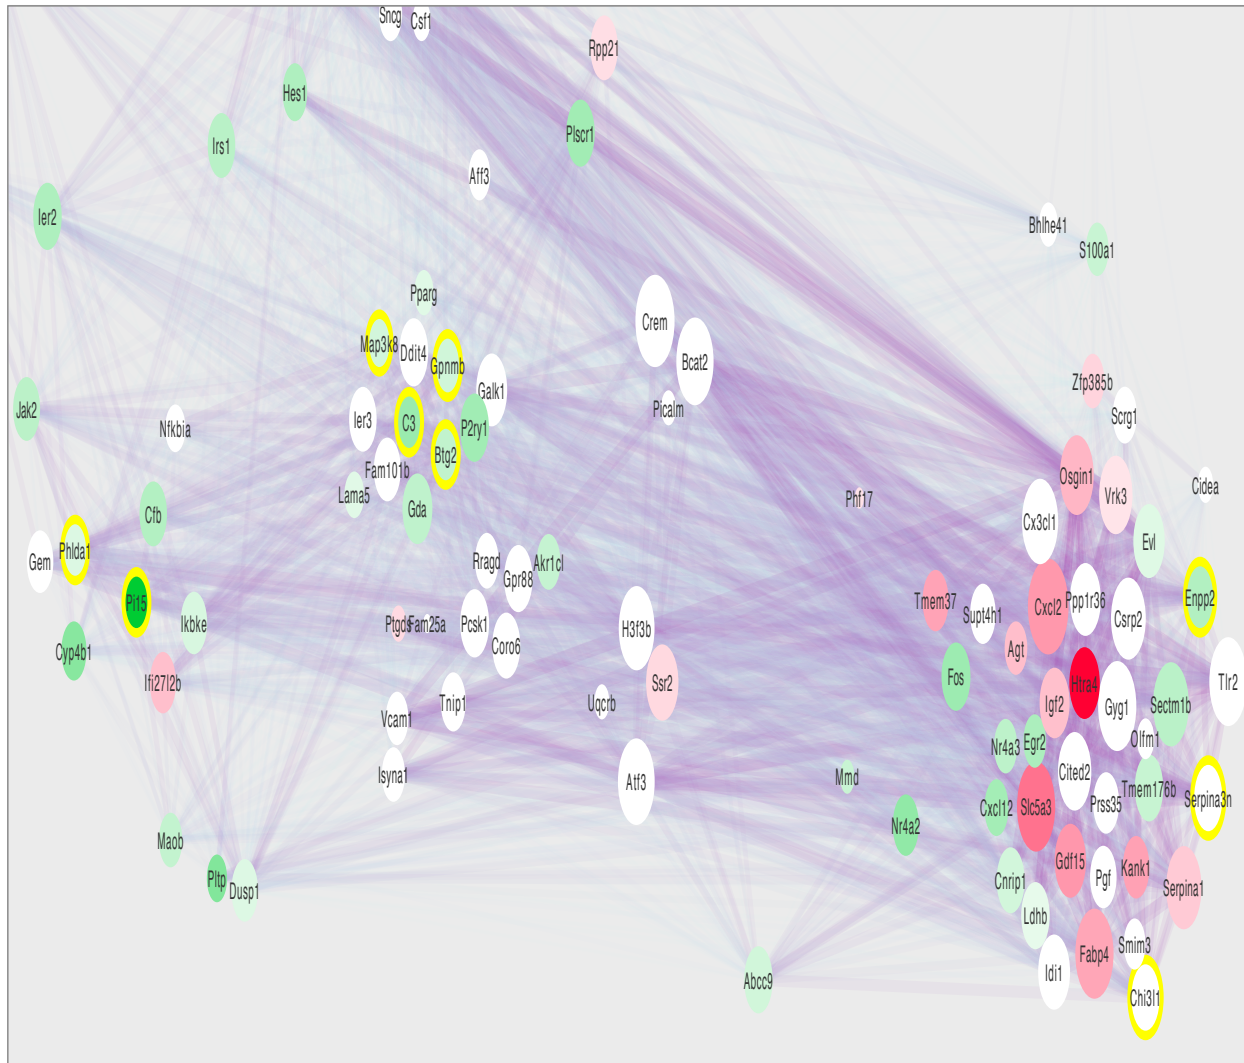 Sncg
Csf1
Rpp21
Hes1
Plscr1
Irs1
Aff3
Ier2
Bhlhe41
S100a1
Pparg
Crem
Map3k8
Ddit4
Gpnmb
Bcat2
Galk1
Zfp385b
Jak2
Nfkbia
Ier3
C3
P2ry1
Picalm
Scrg1
Btg2
Fam101b
Osgin1
Lama5
Vrk3
Cidea
Phf17
Cfb
Gda
Cx3cl1
Evl
Phlda1
Gem
Rragd
Akr1cl
Gpr88
Pi15
Tmem37
Cxcl2
Ppp1r36
Enpp2
Ikbke
Ptgds
Fam25a
Pcsk1
H3f3b
Supt4h1
Csrp2
Cyp4b1
Coro6
Agt
Ifi27l2b
Ssr2
Fos
Htra4
Tlr2
Vcam1
Tnip1
Uqcrb
Igf2
Gyg1
Sectm1b
Nr4a3
Egr2
Olfm1
Isyna1
Atf3
Mmd
Cited2
Tmem176b
Cxcl12
Slc5a3
Prss35
Serpina3n
Nr4a2
Maob
Gdf15
Kank1
Pltp
Dusp1
Cnrip1
Pgf
Serpina1
Ldhb
Smim3
Abcc9
Idi1
Fabp4
Chi3l1